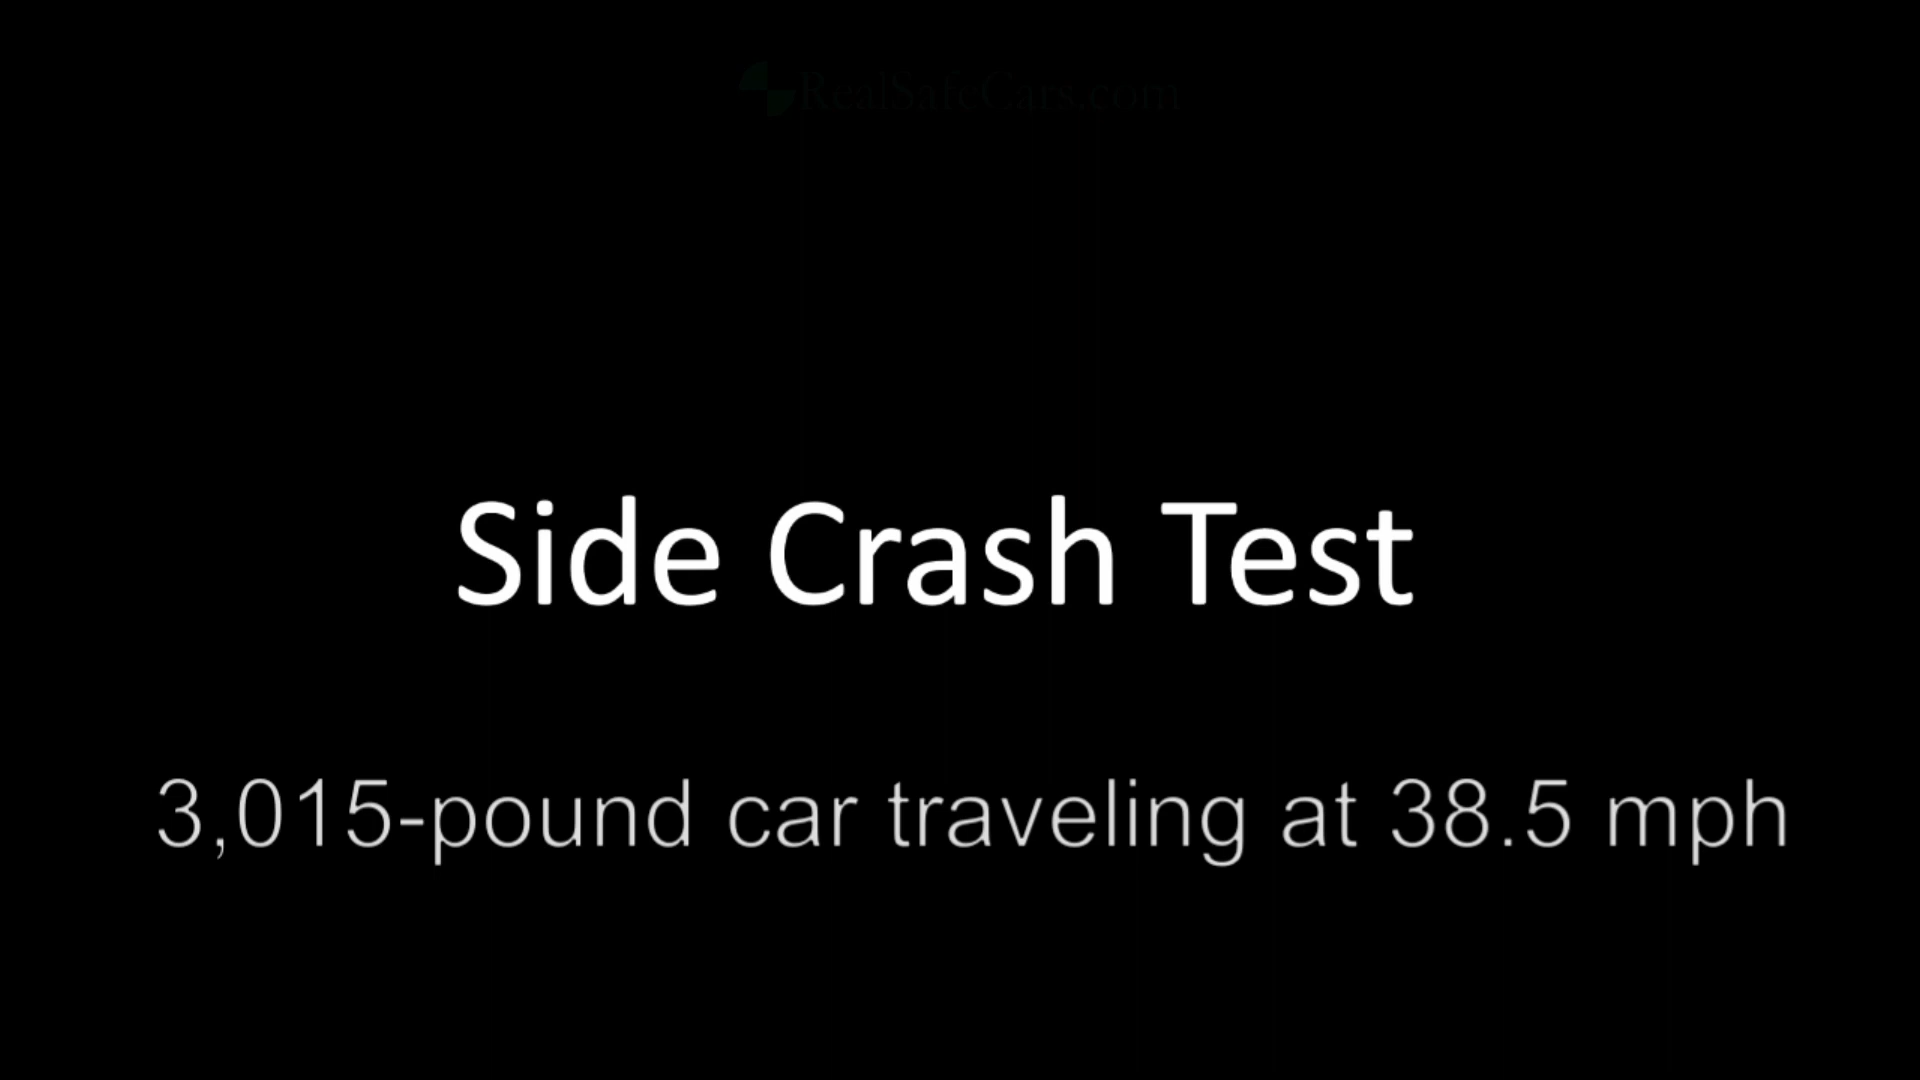 RealSafeCars.com
Side Crash Test
3,015-pound car traveling at 38.5 mph